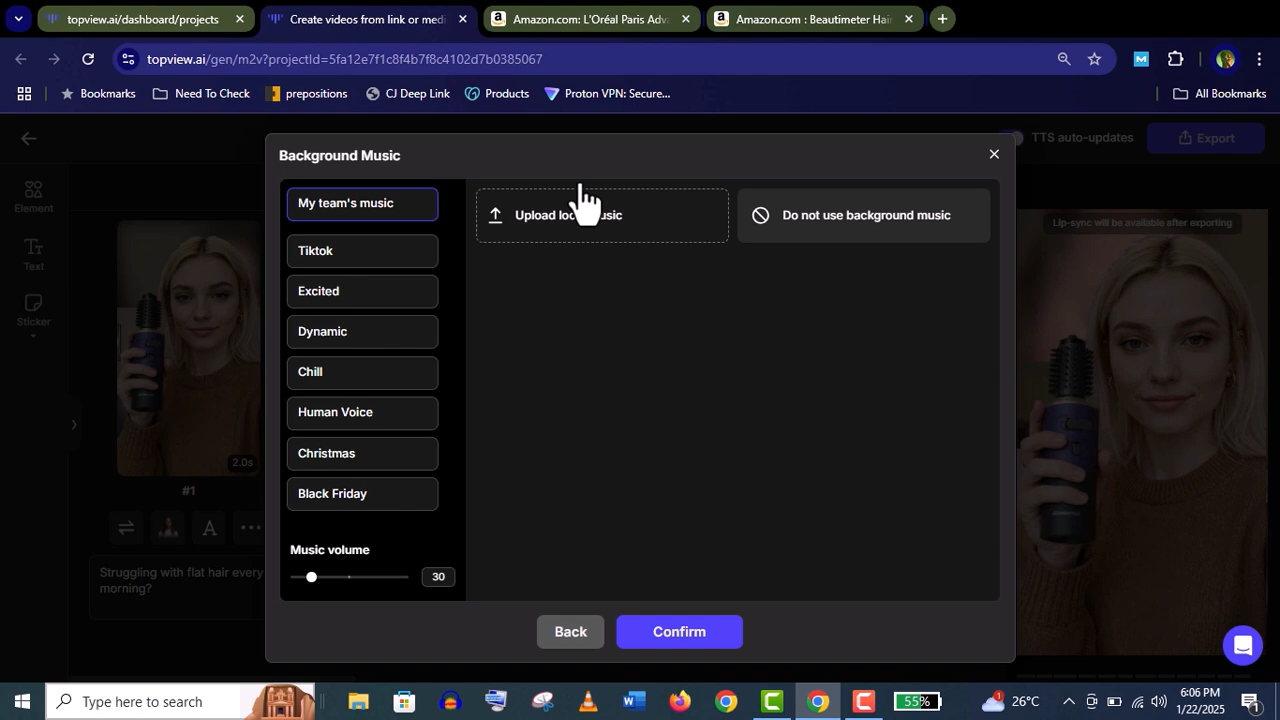 topview.ai/dashboard/projects
Create videos from link or medi
Amazon.com: L'Oréal Paris Adva
Amazon.com : Beautimeter Hair
topview.ai/gen/m2v?projectId=5fa12e7f1c8f4b7f8c4102d7b0385067
Bookmarks
Need To Check
prepositions
CJ Deep Link
Products
Proton VPN: Secure...
All Bookmarks
TTS auto-updates
Export
Background Music
Element
Text
Sticker
My team's music
Tiktok
Excited
Dynamic
Chill
Human Voice
Christmas
Black Friday
Music volume
30
Upload music
Do not use background music
Lip-sync will be available after exporting
2.0s
#1
Struggling with flat hair every
morning?
Back
Confirm
Type here to search
55%
1
26°C
6:06 PM
1/22/2025
1